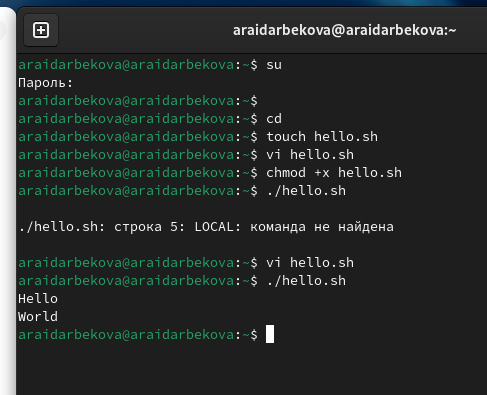 araidarbekova@araidarbekova:~
araidarbekova@araidarbekova:~$ su
Пароль:
araidarbekova@araidarbekova:~$
araidarbekova@araidarbekova:~$ cd
araidarbekova@araidarbekova:~$ touch hello.sh
araidarbekova@araidarbekova:~$ vi hello.sh
araidarbekova@araidarbekova:~$ chmod +x hello.sh
araidarbekova@araidarbekova:~$ ./hello.sh
./hello.sh: строка 5: LOCAL: команда не найдена
araidarbekova@araidarbekova:~$ vi hello.sh
araidarbekova@araidarbekova:~$ ./hello.sh
Hello
World
araidarbekova@araidarbekova:~$